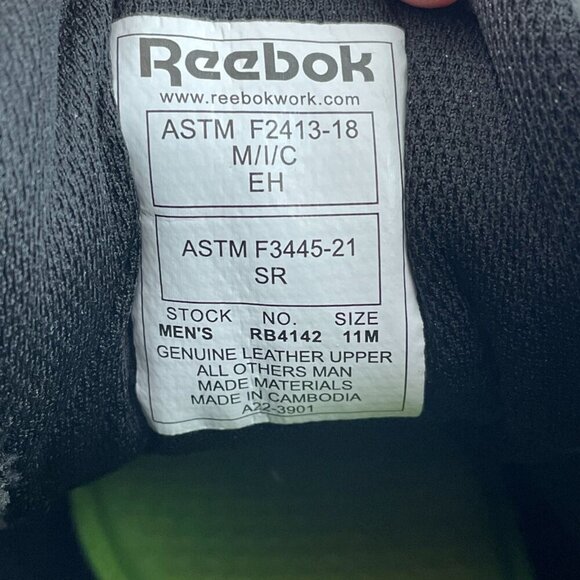 Reebok
www.reebokwork.com
ASTM F2413-18
M/I/C
EH
ASTM F3445-21
SR
STOCK NO. SIZE
MEN'S RB4142 11M
GENUINE LEATHER UPPER
ALL OTHERS MAN
MADE MATERIALS
MADE IN CAMBODIA
A22-3901